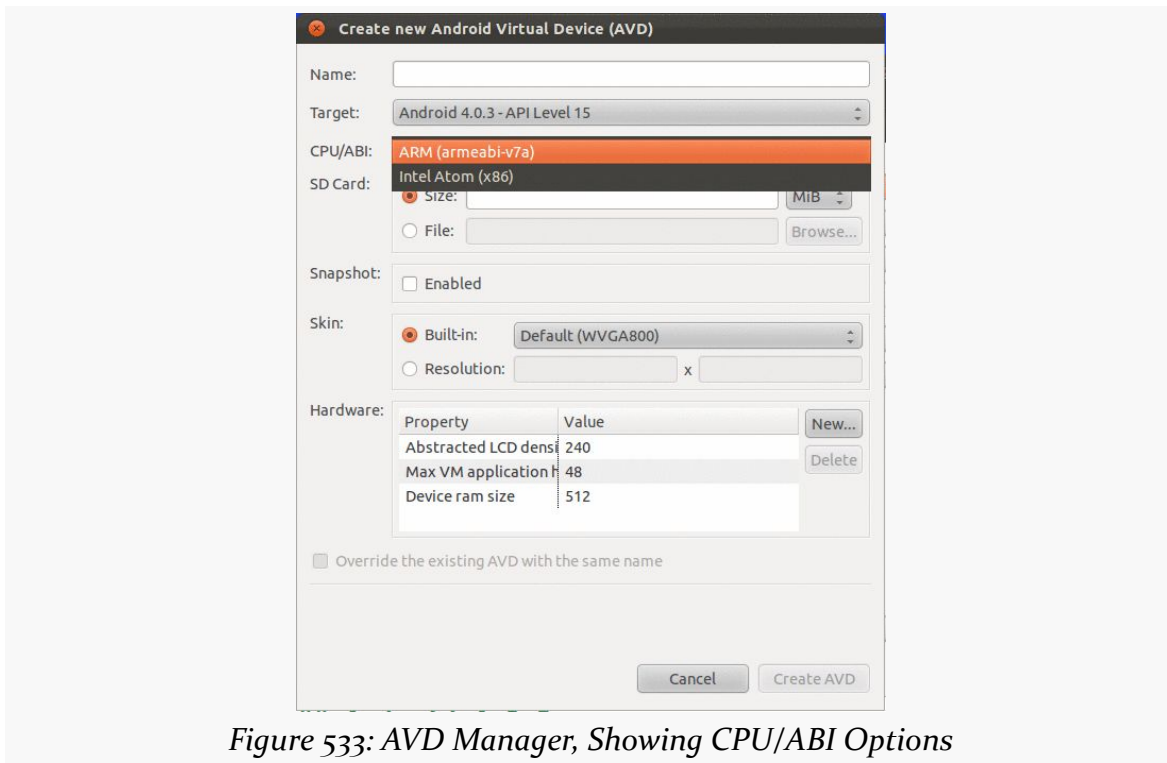 Create new Android Virtual Device (AVD)
Name:
Target: Android 4.0.3 - API Level 15
CPU/ABI: ARM (armeabi-v7a)
Intel Atom (x86)
SD Card:
Size: MiB
File: Browse...
Snapshot:
Enabled
Skin:
Built-in: Default (WVGA800)
Resolution: x
Hardware:
Property Value New...
Abstracted LCD densi 240
Delete
Max VM application h 48
Device ram size 512
Override the existing AVD with the same name
Cancel Create AVD
Figure 533: AVD Manager, Showing CPU/ABI Options